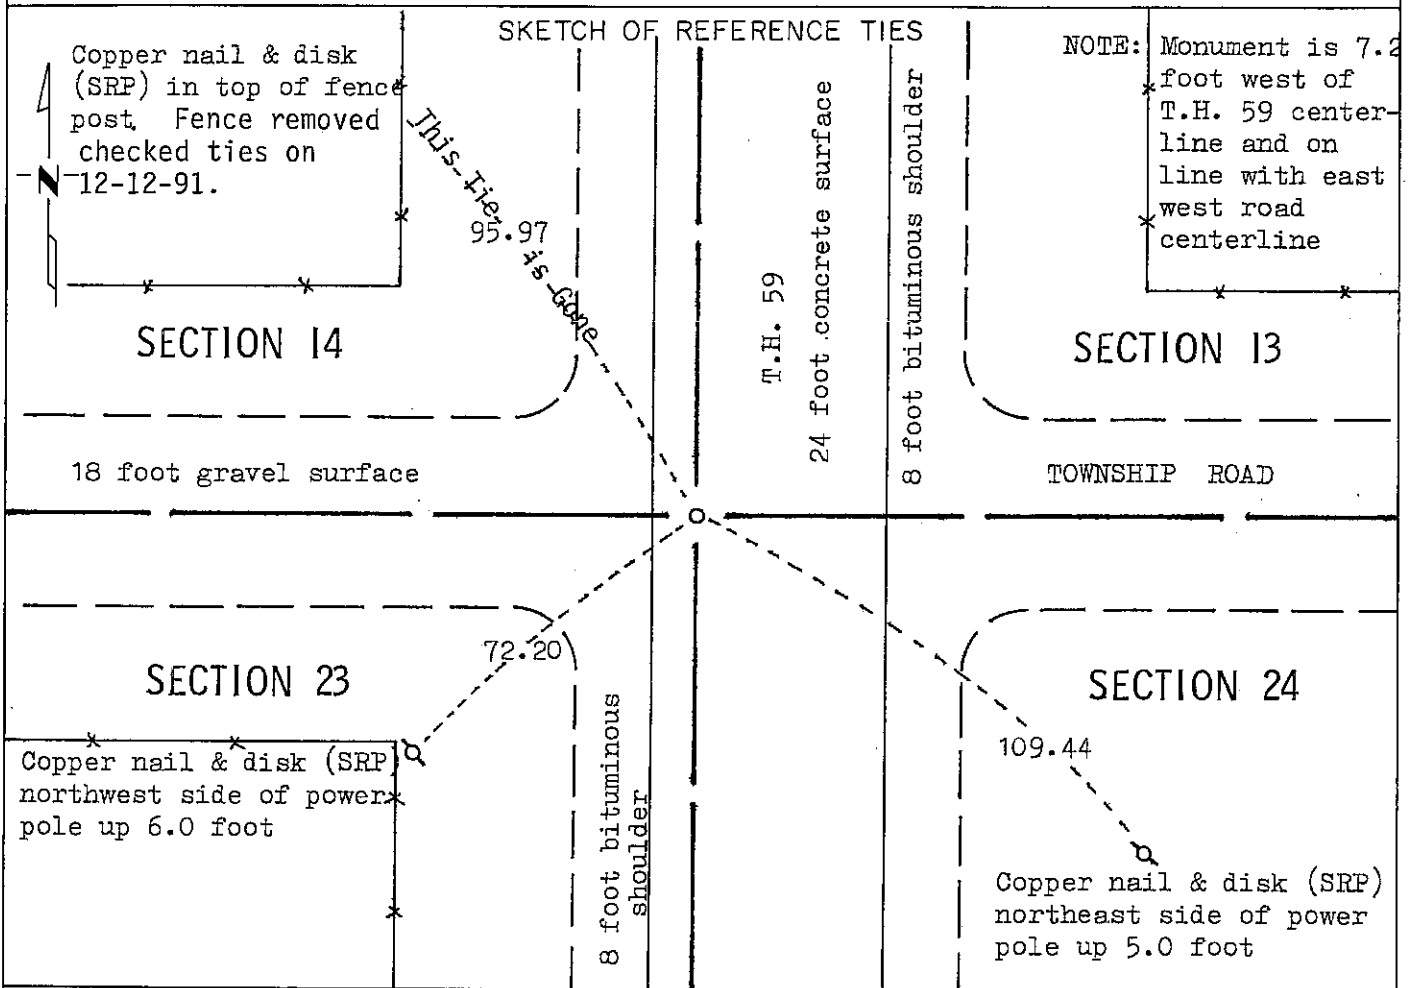 SKETCH OF REFERENCE TIES
Copper nail & disk
(SRP) in top of fence
post. Fence removed
checked ties on
12-12-91.
N
This Tie is Gone
95.97
T.H. 59
24 foot concrete surface
8 foot bituminous shoulder
NOTE: Monument is 7.2
foot west of
T.H. 59 center-
line and on
line with east
west road
centerline
SECTION 14
SECTION 13
18 foot gravel surface
TOWNSHIP ROAD
72.20
SECTION 23
SECTION 24
109.44
Copper nail & disk (SRP)
northwest side of power
pole up 6.0 foot
8 foot bituminous
shoulder
Copper nail & disk (SRP)
northeast side of power
pole up 5.0 foot